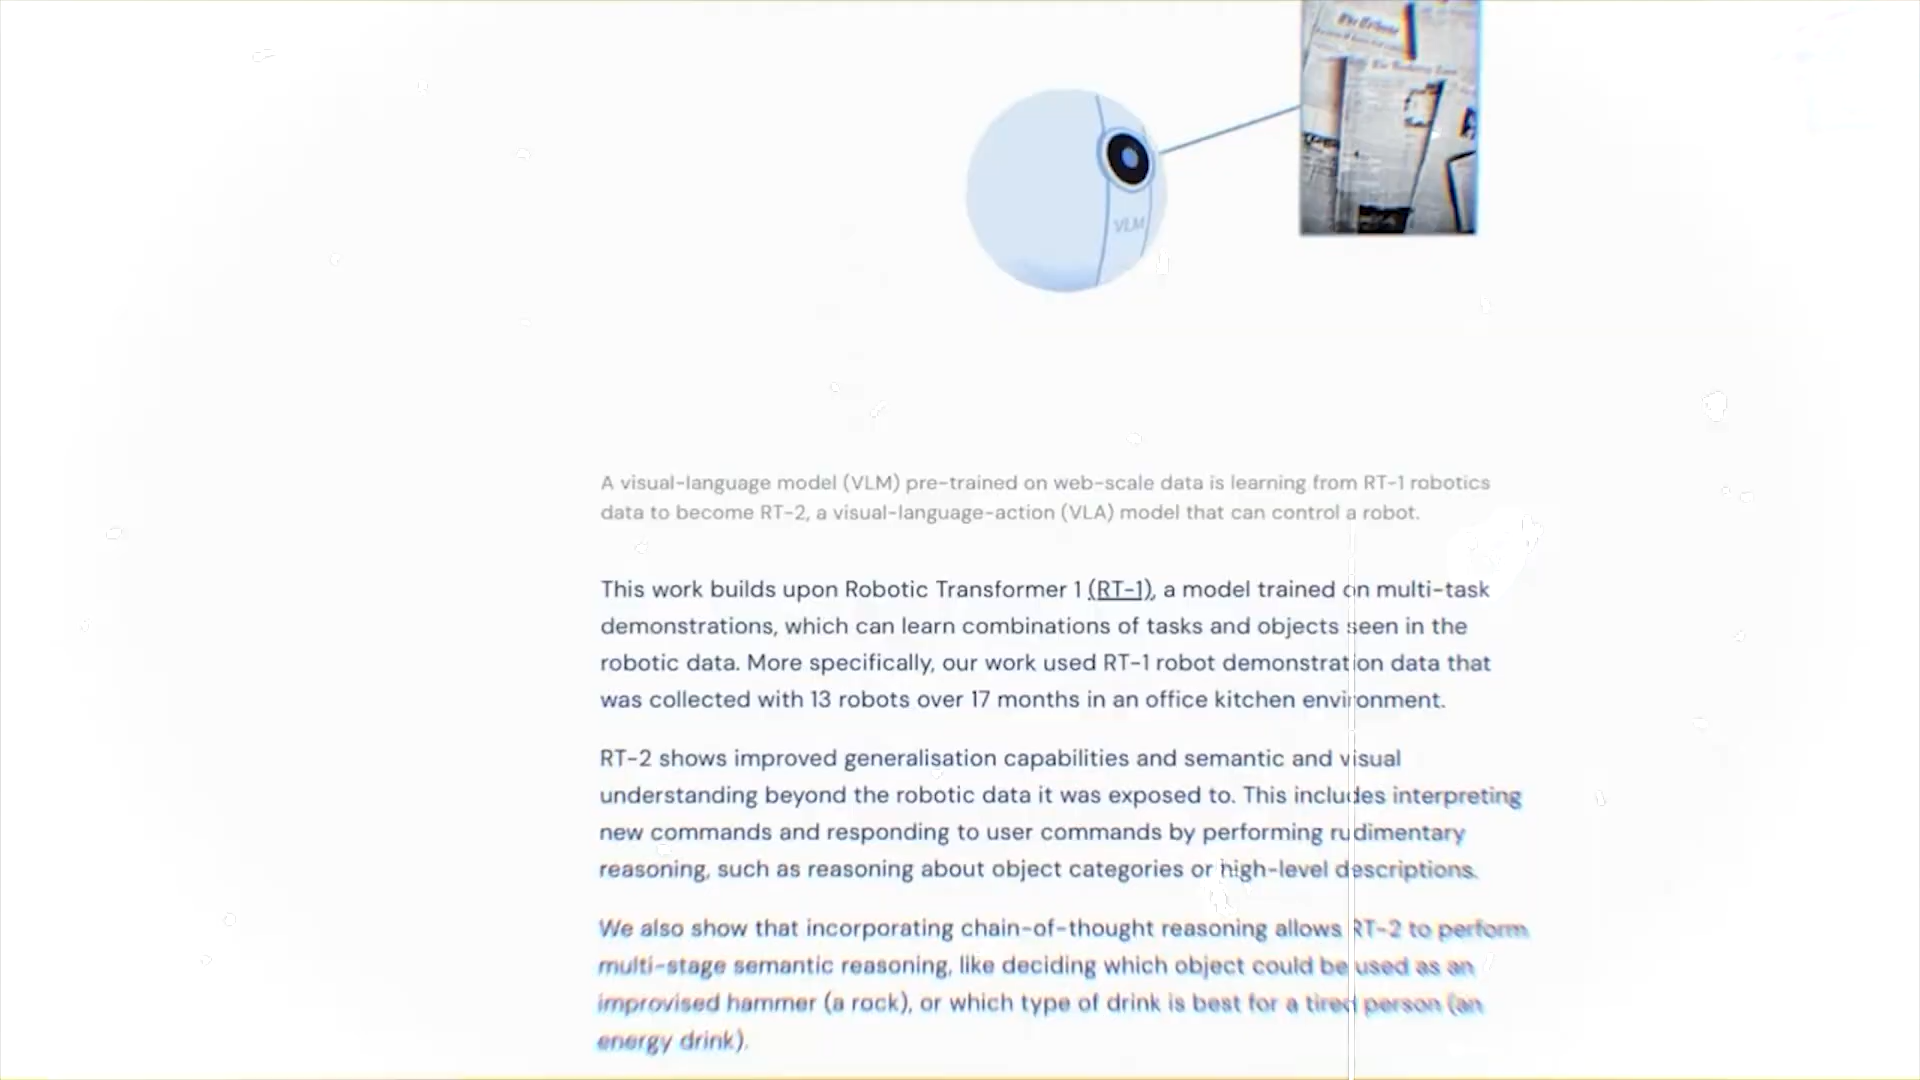 The Tribune
VLM
A visual-language model (VLM) pre-trained on web-scale data is learning from RT-1 robotics
data to become RT-2, a visual-language-action (VLA) model that can control a robot.
This work builds upon Robotic Transformer 1 (RT-1), a model trained on multi-task
demonstrations, which can learn combinations of tasks and objects seen in the
robotic data. More specifically, our work used RT-1 robot demonstration data that
was collected with 13 robots over 17 months in an office kitchen environment.
RT-2 shows improved generalisation capabilities and semantic and visual
understanding beyond the robotic data it was exposed to. This includes interpreting
new commands and responding to user commands by performing rudimentary
reasoning, such as reasoning about object categories or high-level descriptions.
We also show that incorporating chain-of-thought reasoning allows RT-2 to perform
multi-stage semantic reasoning, like deciding which object could be used as an
improvised hammer (a rock), or which type of drink is best for a tired person (an
energy drink).